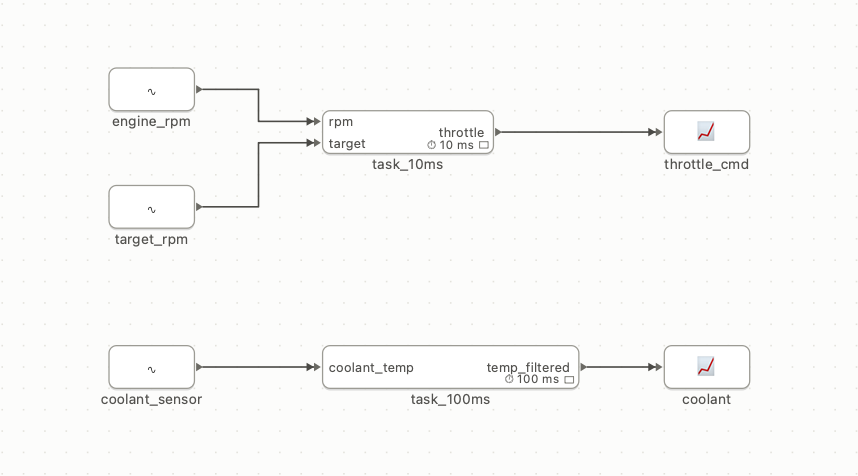 engine_rpm
rpm
target
throttle
10 ms
task_10ms
throttle_cmd
target_rpm
coolant_temp
temp_filtered
100 ms
coolant_sensor
task_100ms
coolant